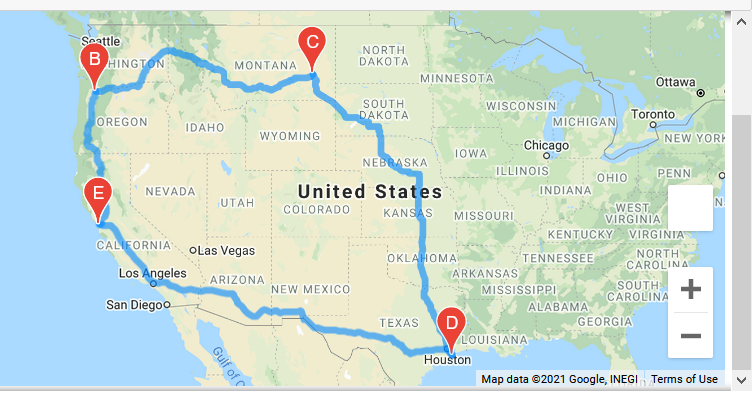 Seattle
B
C
WASHINGTON
MONTANA
NORTH
DAKOTA
MINNESOTA
Ottawa
OREGON
IDAHO
WYOMING
SOUTH
DAKOTA
WISCONSIN
MICHIGAN
Toronto
NEW YORK
E
NEVADA
UTAH
COLORADO
NEBRASKA
IOWA
Chicago
ILLINOIS
INDIANA
OHIO
PENN
United States
KANSAS
MISSOURI
WEST
VIRGINIA
KENTUCKY
VIRGINIA
CALIFORNIA
Las Vegas
Los Angeles
San Diego
ARIZONA
NEW MEXICO
OKLAHOMA
ARKANSAS
TENNESSEE
NORTH
CAROLINA
MISSISSIPPI
ALABAMA
SOUTH
CAROLINA
GEORGIA
D
TEXAS
LOUISIANA
Houston
Gulf of
Map data ©2021 Google, INEGI
Terms of Use